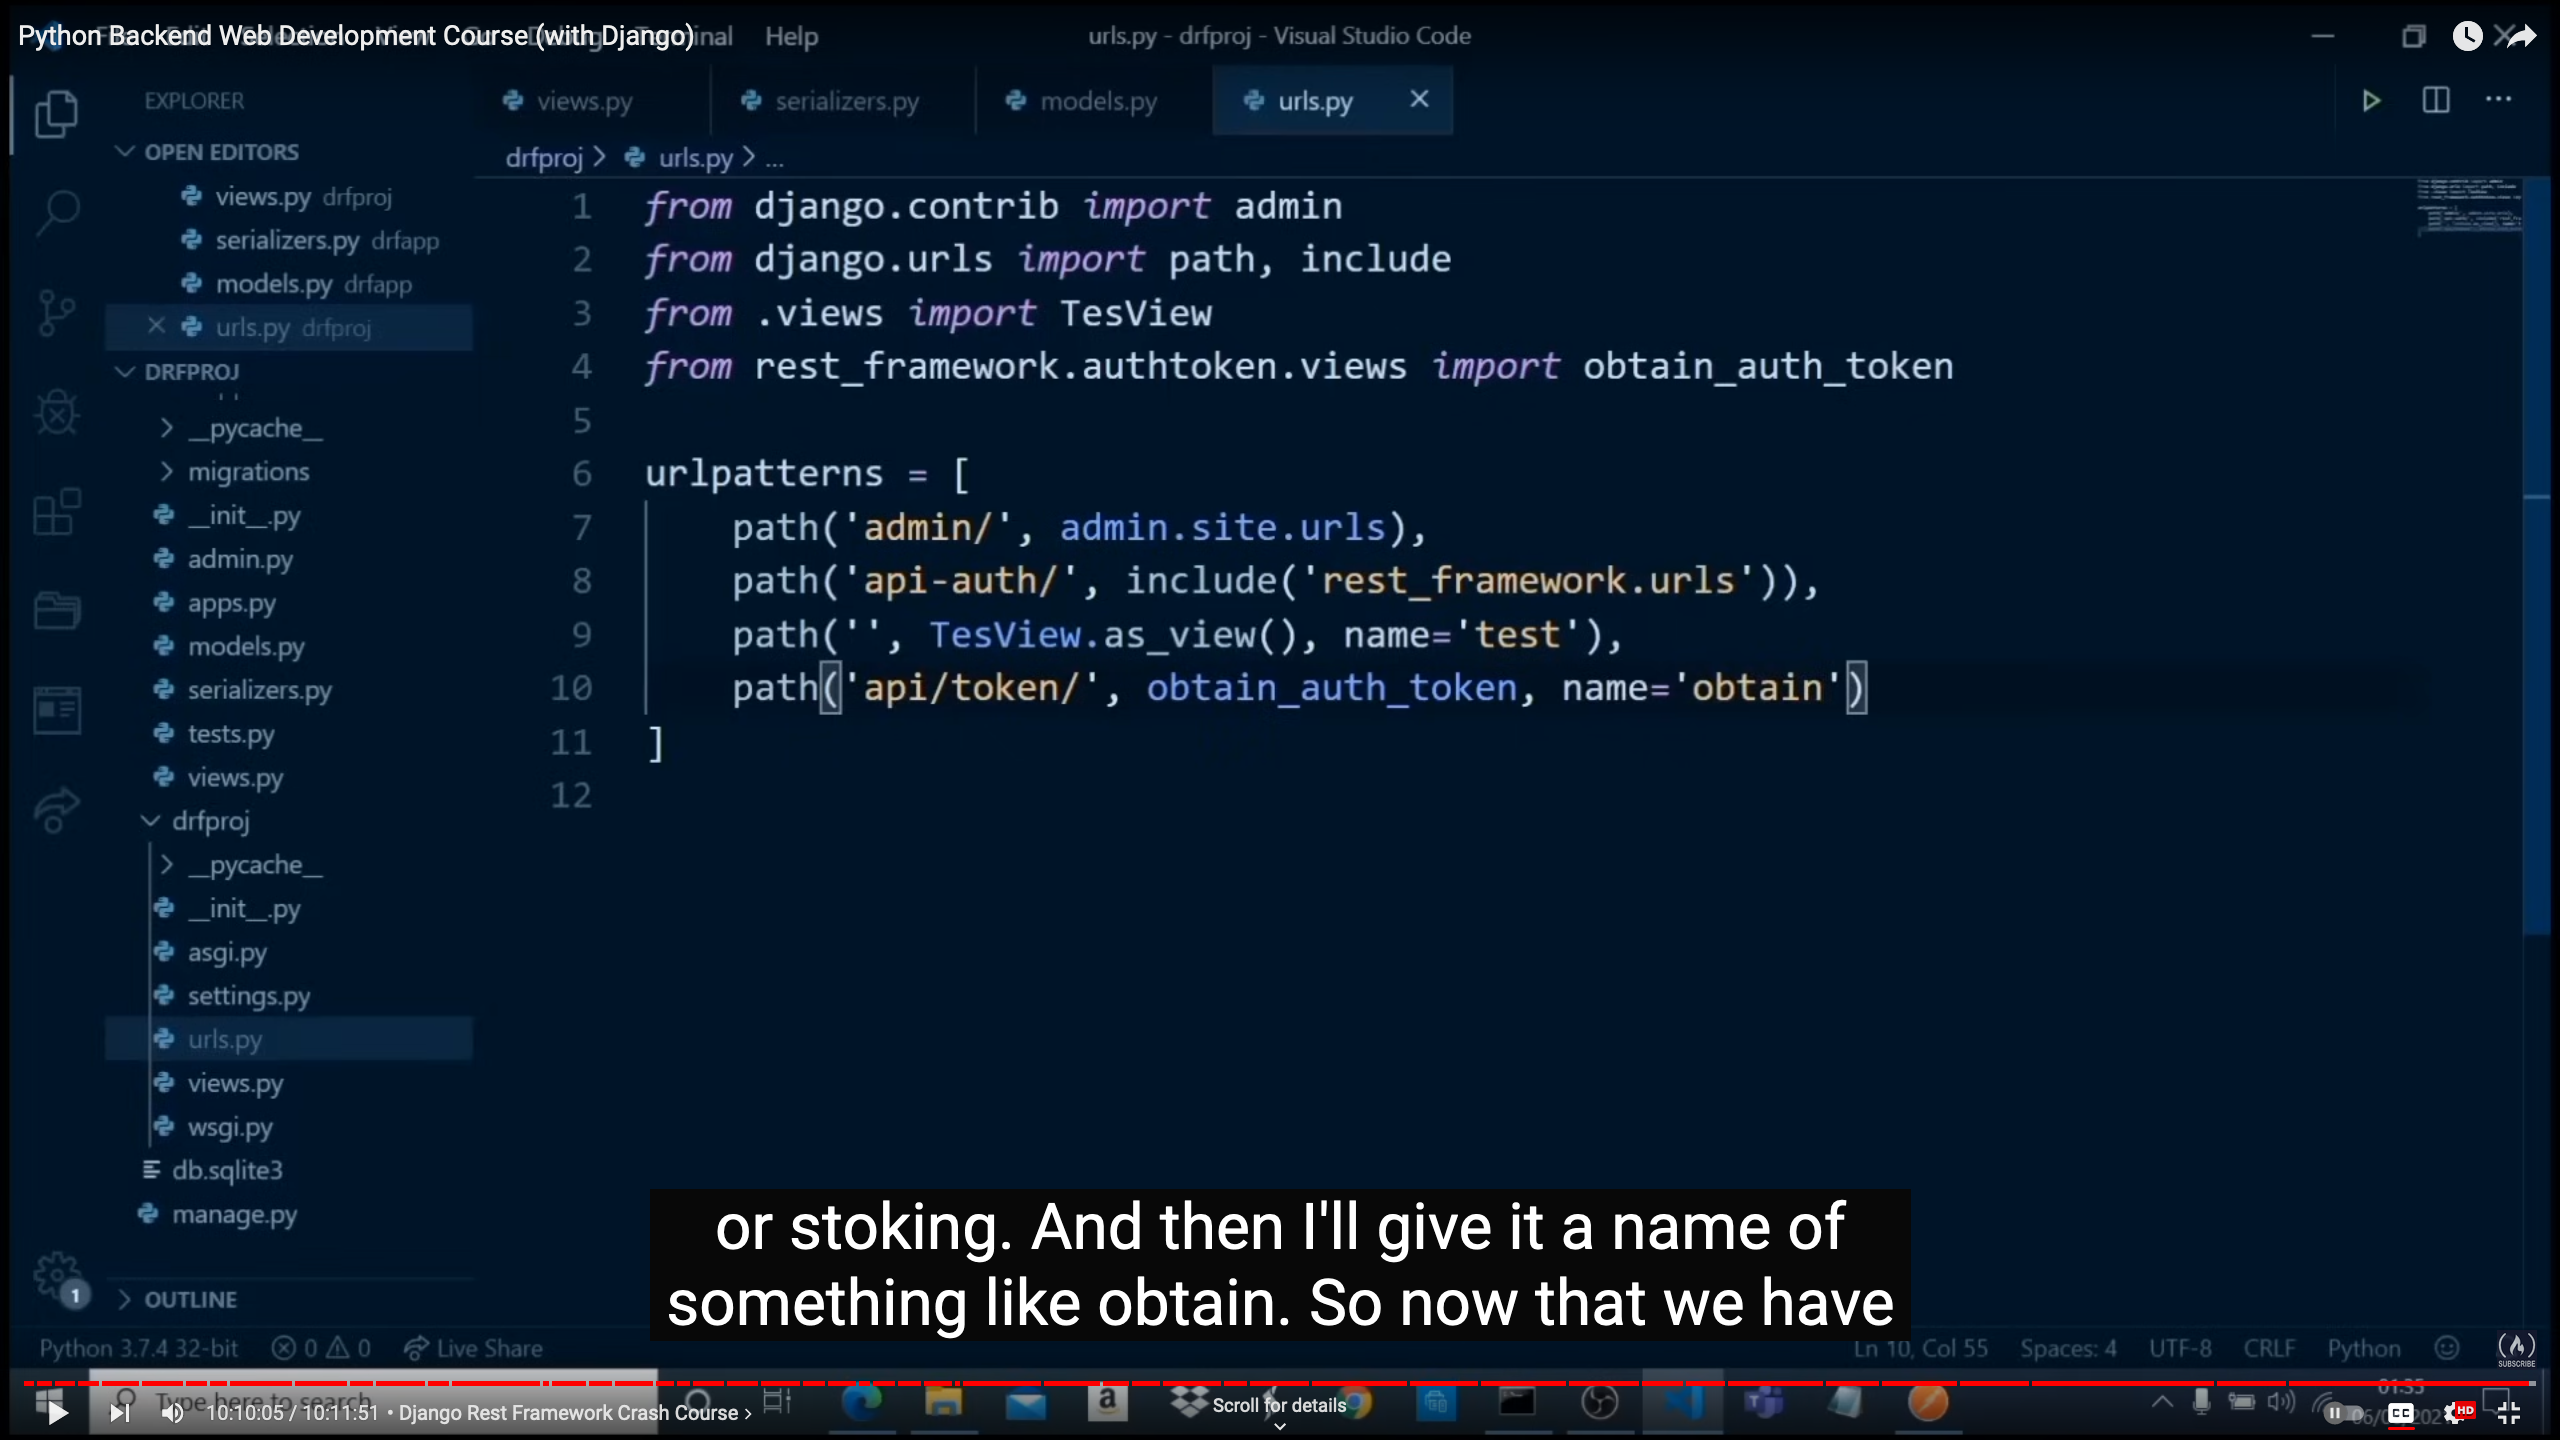 Python Backend Web Development Course (with Django)
Help
urls.py - drfproj - Visual Studio Code
EXPLORER
OPEN EDITORS
views.py drfproj
serializers.py drfapp
models.py drfapp
urls.py drfproj
DRFPROJ
__pycache__
migrations
__init__.py
admin.py
apps.py
models.py
serializers.py
tests.py
views.py
drfproj
__pycache__
__init__.py
asgi.py
settings.py
urls.py
views.py
wsgi.py
db.sqlite3
manage.py
OUTLINE
views.py
serializers.py
models.py
urls.py
drfproj > urls.py > ...
1 from django.contrib import admin
2 from django.urls import path, include
3 from .views import TesView
4 from rest_framework.authtoken.views import obtain_auth_token
5
6 urlpatterns = [
7 path('admin/', admin.site.urls),
8 path('api-auth/', include('rest_framework.urls')),
9 path('', TesView.as_view(), name='test'),
10 path('api/token/', obtain_auth_token, name='obtain')
11 ]
12
or stoking. And then I'll give it a name of
something like obtain. So now that we have
1
Python 3.7.4 32-bit 0 0 Live Share
Ln 10, Col 55 Spaces: 4 UTF-8 CRLF Python
SUBSCRIBE
Type here to search
01:35
10:10:05 / 10:11:51 • Django Rest Framework Crash Course ›
Scroll for details
CC
HD